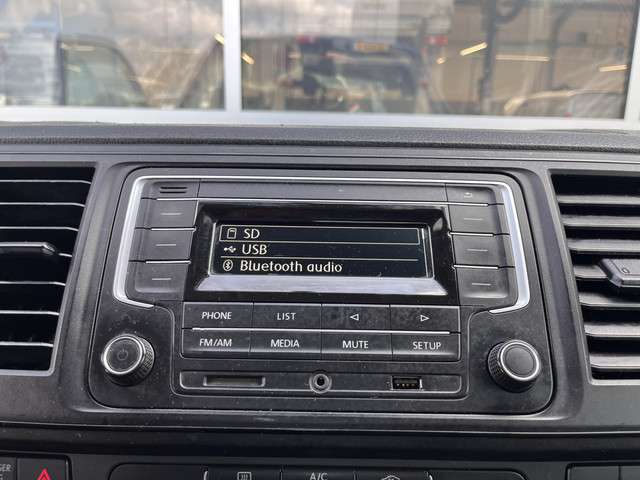 SD
USB
Bluetooth audio
PHONE LIST
FM/AM MEDIA MUTE SETUP
A/C